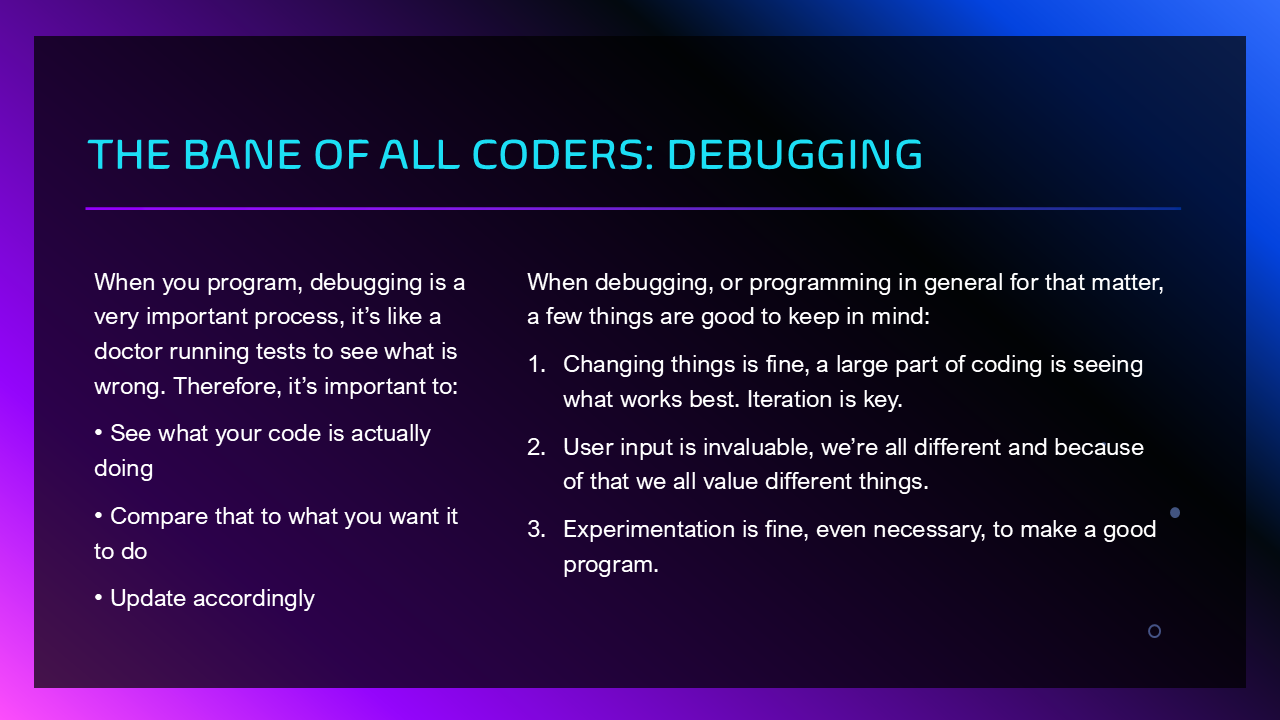 THE BANE OF ALL CODERS: DEBUGGING
When you program, debugging is a
very important process, it’s like a
doctor running tests to see what is
wrong. Therefore, it’s important to:
• See what your code is actually
doing
• Compare that to what you want it
to do
• Update accordingly
When debugging, or programming in general for that matter,
a few things are good to keep in mind:
1. Changing things is fine, a large part of coding is seeing
what works best. Iteration is key.
2. User input is invaluable, we’re all different and because
of that we all value different things.
3. Experimentation is fine, even necessary, to make a good
program.